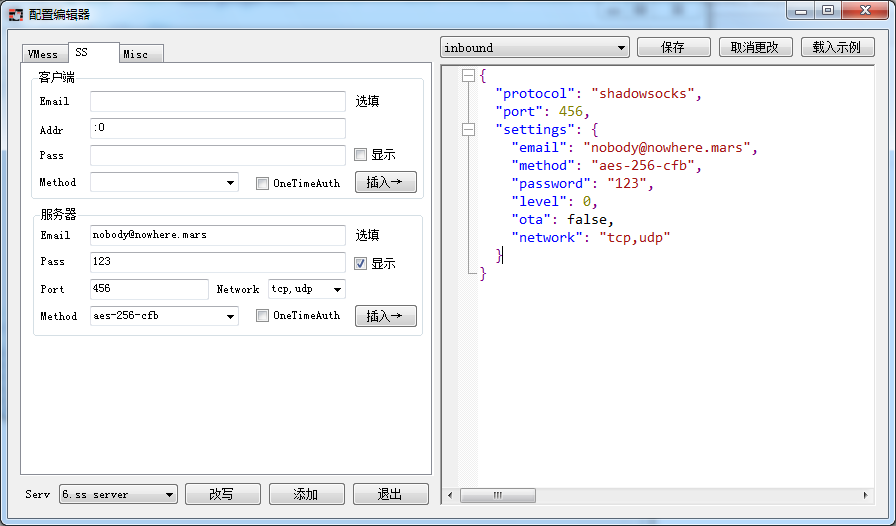 配置编辑器
VMess SS Misc
客户端
Email 选填
Addr :0
Pass 显示
Method OneTimeAuth 插入→
服务器
Email nobody@nowhere.mars 选填
Pass 123 显示
Port 456 Network tcp,udp
Method aes-256-cfb OneTimeAuth 插入→
Serv 6.ss server 改写 添加 退出
inbound 保存 取消更改 载入示例
{
"protocol": "shadowsocks",
"port": 456,
"settings": {
"email": "nobody@nowhere.mars",
"method": "aes-256-cfb",
"password": "123",
"level": 0,
"ota": false,
"network": "tcp,udp"
}
}